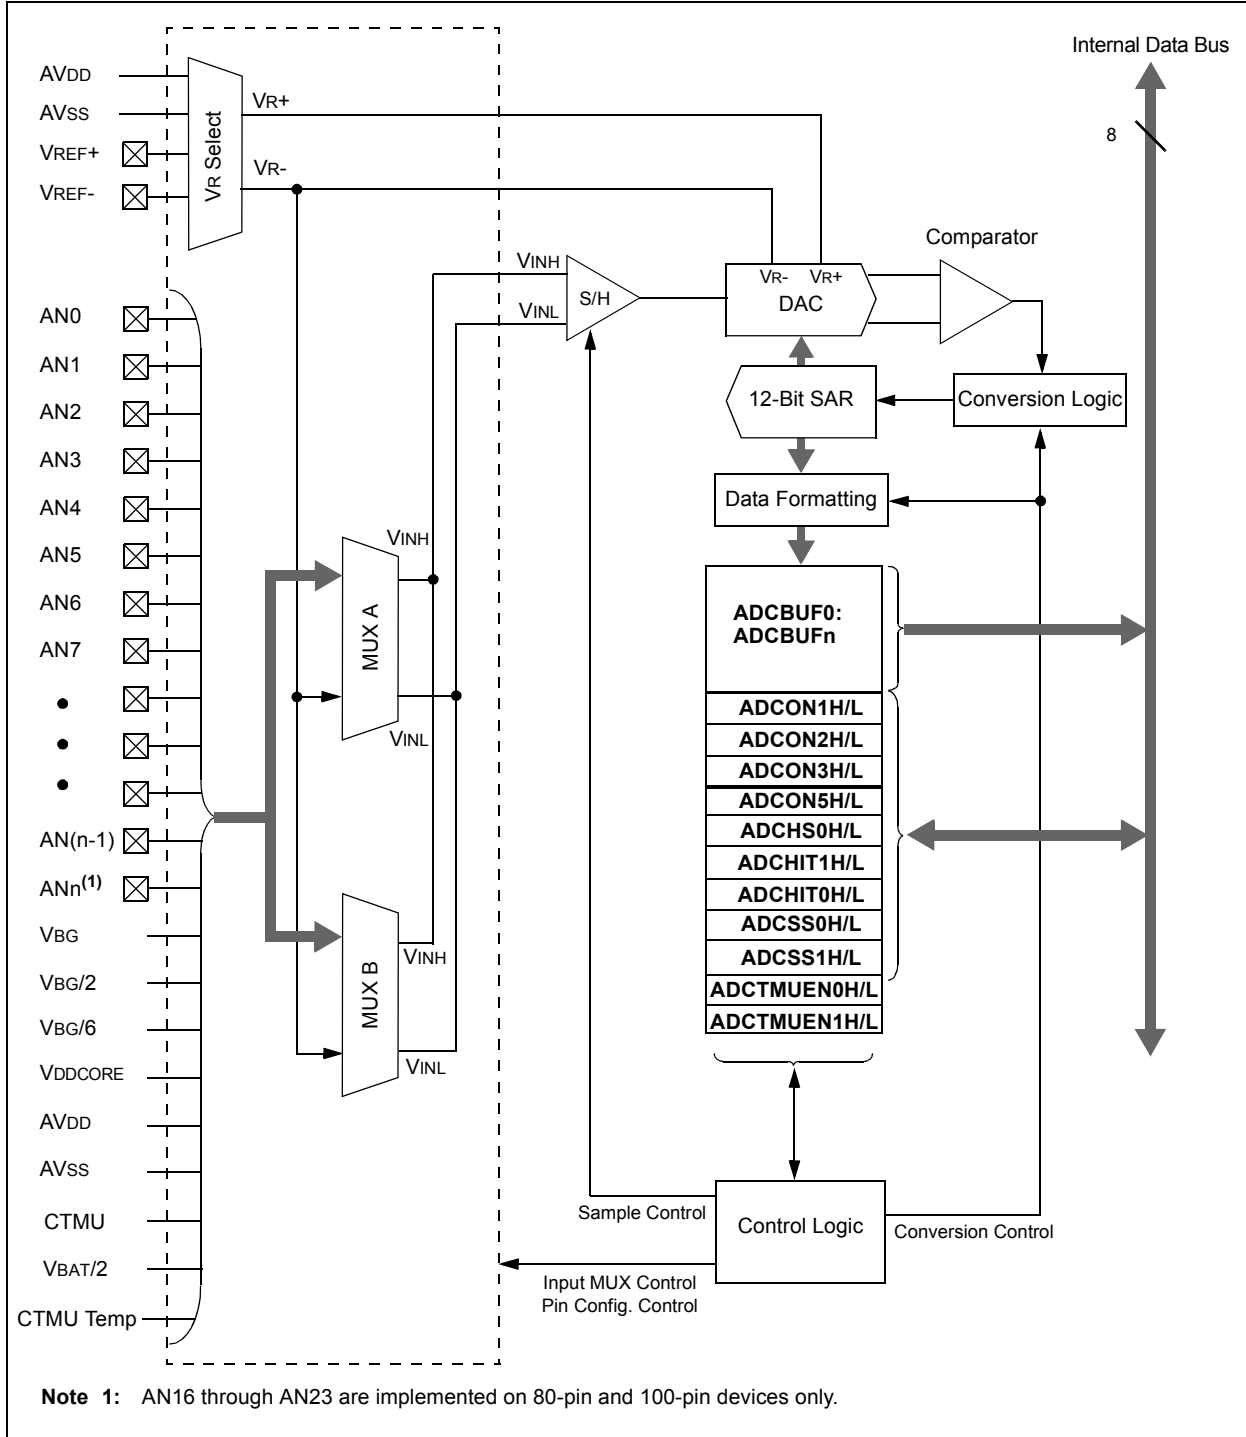 Internal Data Bus
8
AVDD
AVSS
VREF+
VREF-
VR Select
VR+
VR-
VINH
VINL
S/H
VR- VR+
DAC
Comparator
12-Bit SAR
Conversion Logic
Data Formatting
AN0
AN1
AN2
AN3
AN4
AN5
AN6
AN7
AN(n-1)
ANn(1)
VBG
VBG/2
VBG/6
VDDCORE
AVDD
AVSS
CTMU
VBAT/2
CTMU Temp
VINH
MUX A
VINL
VINH
MUX B
VINL
ADCBUF0:
ADCBUFn
ADCON1H/L
ADCON2H/L
ADCON3H/L
ADCON5H/L
ADCHS0H/L
ADCHIT1H/L
ADCHIT0H/L
ADCSS0H/L
ADCSS1H/L
ADCTMUEN0H/L
ADCTMUEN1H/L
Sample Control
Control Logic
Conversion Control
Input MUX Control
Pin Config. Control
Note 1: AN16 through AN23 are implemented on 80-pin and 100-pin devices only.